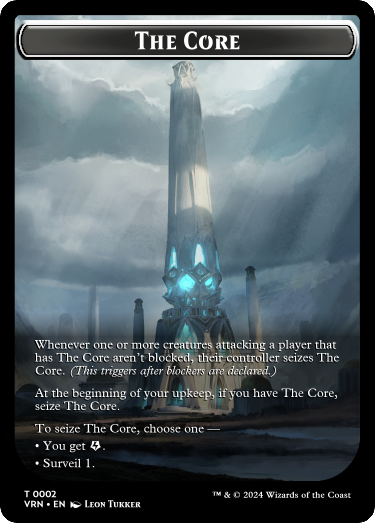 THE CORE
Whenever one or more creatures attacking a player that
has The Core aren't blocked, their controller seizes The
Core. (This triggers after blockers are declared.)
At the beginning of your upkeep, if you have The Core,
seize The Core.
To seize The Core, choose one —
• You get .
• Surveil 1.
T 0002
VRN • EN LEON TUKKER
™ & © 2024 Wizards of the Coast